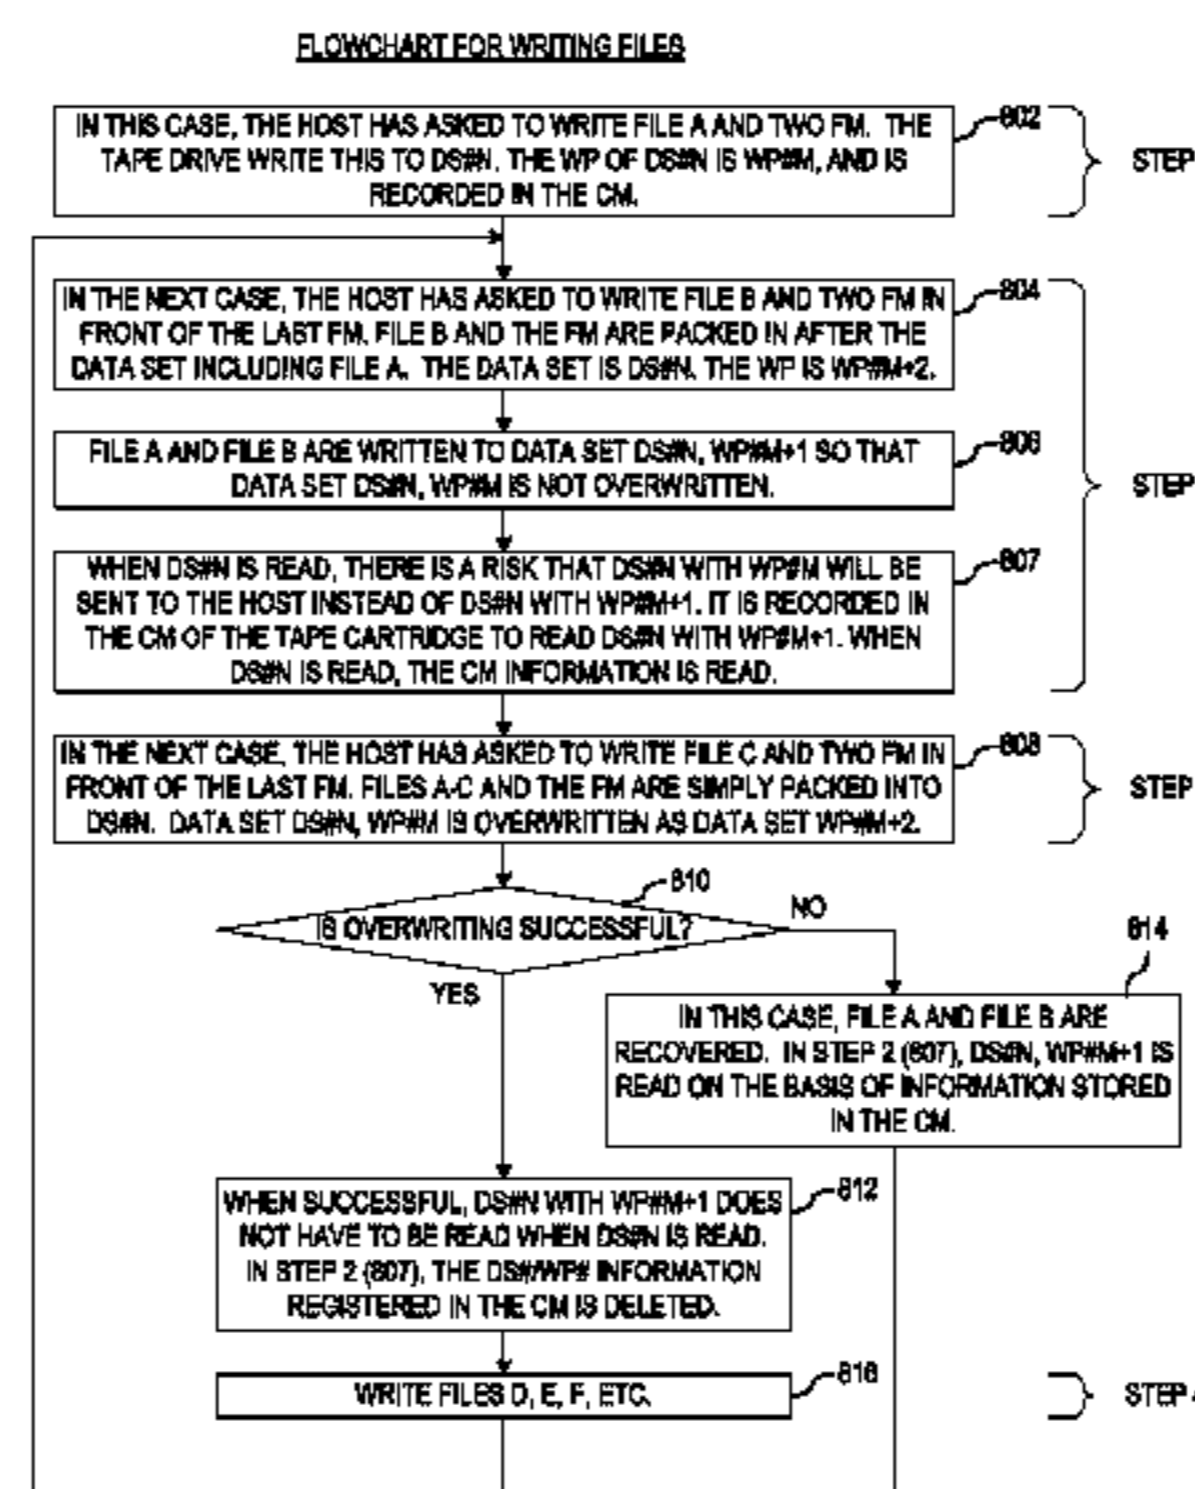 FLOWCHART FOR WRITING FILES
IN THIS CASE, THE HOST HAS ASKED TO WRITE FILE A AND TWO FM. THE
TAPE DRIVE WRITE THIS TO DS#N. THE WP OF DS#N IS WP#M, AND IS
RECORDED IN THE CM.
802
STEP
IN THE NEXT CASE, THE HOST HAS ASKED TO WRITE FILE B AND TWO FM IN
FRONT OF THE LAST FM. FILE B AND THE FM ARE PACKED IN AFTER THE
DATA SET INCLUDING FILE A. THE DATA SET IS DS#N. THE WP IS WP#M+2.
804
FILE A AND FILE B ARE WRITTEN TO DATA SET DS#N, WP#M+1 SO THAT
DATA SET DS#N, WP#M IS NOT OVERWRITTEN.
806
STEP
WHEN DS#N IS READ, THERE IS A RISK THAT DS#N WITH WP#M WILL BE
SENT TO THE HOST INSTEAD OF DS#N WITH WP#M+1. IT IS RECORDED IN
THE CM OF THE TAPE CARTRIDGE TO READ DS#N WITH WP#M+1. WHEN
DS#N IS READ, THE CM INFORMATION IS READ.
807
IN THE NEXT CASE, THE HOST HAS ASKED TO WRITE FILE C AND TWO FM IN
FRONT OF THE LAST FM. FILES A-C AND THE FM ARE SIMPLY PACKED INTO
DS#N. DATA SET DS#N, WP#M IS OVERWRITTEN AS DATA SET WP#M+2.
808
STEP
810
IS OVERWRITING SUCCESSFUL?
NO
YES
814
IN THIS CASE, FILE A AND FILE B ARE
RECOVERED. IN STEP 2 (807), DS#N, WP#M+1 IS
READ ON THE BASIS OF INFORMATION STORED
IN THE CM.
WHEN SUCCESSFUL, DS#N WITH WP#M+1 DOES
NOT HAVE TO BE READ WHEN DS#N IS READ.
IN STEP 2 (807), THE DS#/WP# INFORMATION
REGISTERED IN THE CM IS DELETED.
812
WRITE FILES D, E, F, ETC.
816
STEP